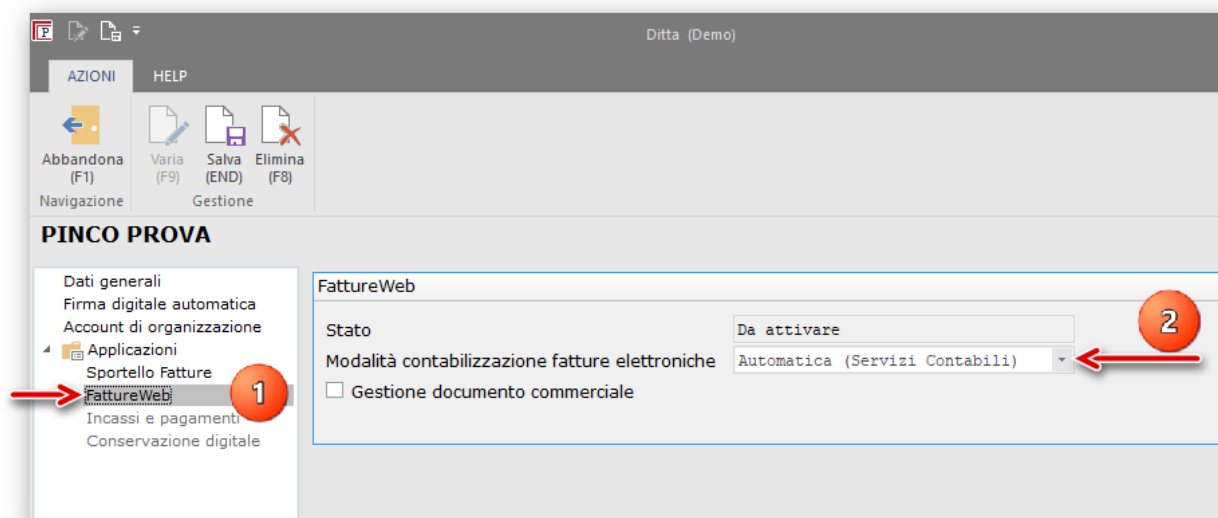 P
Ditta (Demo)
AZIONI HELP
Abbandona
(F1)
Varia
(F9)
Salva
(END)
Elimina
(F8)
Navigazione Gestione
PINCO PROVA
Dati generali
Firma digitale automatica
Account di organizzazione
Applicazioni
Sportello Fatture
FattureWeb
1
Incassi e pagamenti
Conservazione digitale
FattureWeb
Stato Da attivare
2
Modalità contabilizzazione fatture elettroniche Automatica (Servizi Contabili)
Gestione documento commerciale